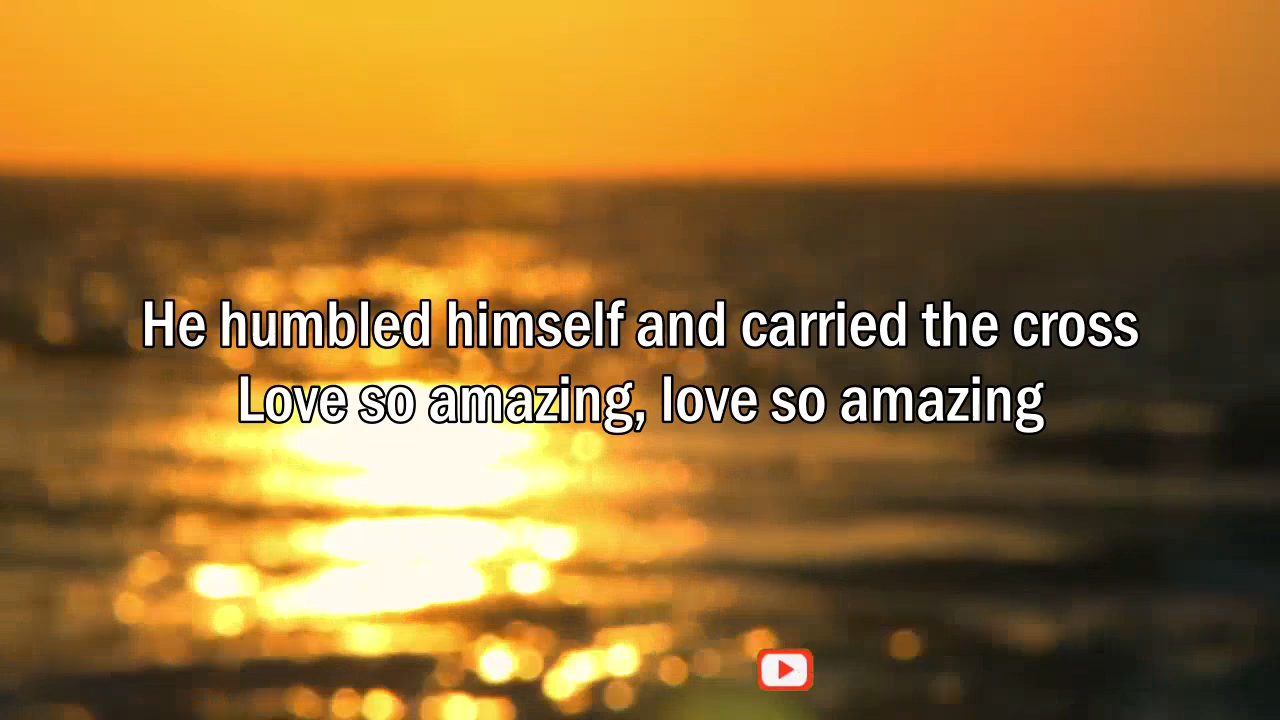 He humbled himself and carried the cross
Love so amazing, love so amazing